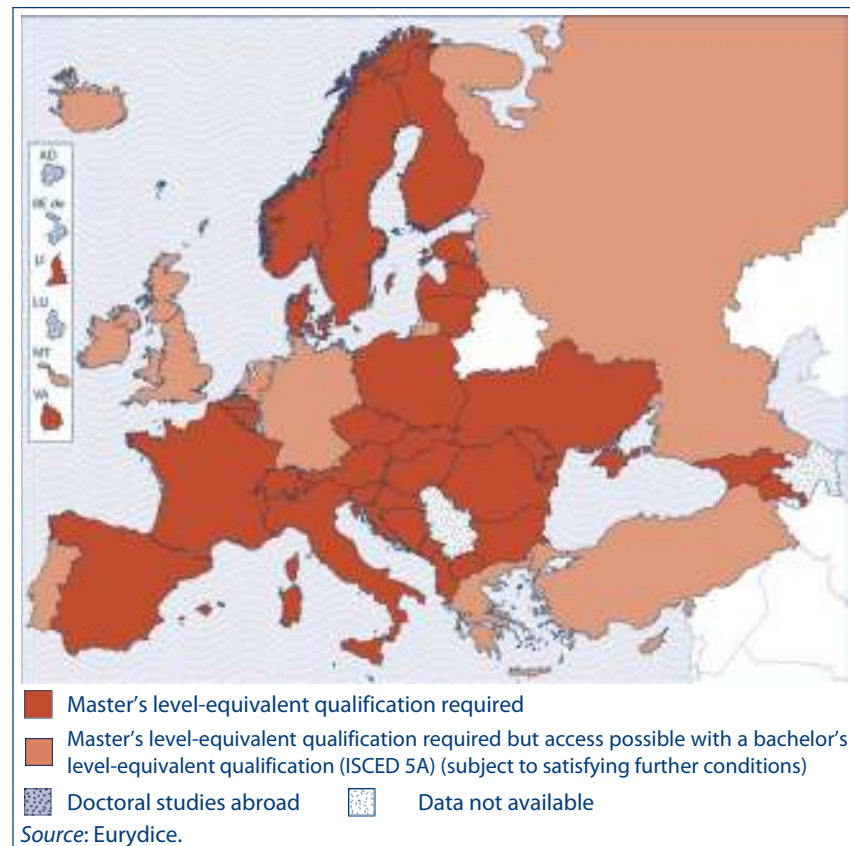 AD
BE de
LI
LU
MT
VA
Master’s level-equivalent qualification required
Master’s level-equivalent qualification required but access possible with a bachelor’s
level-equivalent qualification (ISCED 5A) (subject to satisfying further conditions)
Doctoral studies abroad Data not available
Source: Eurydice.